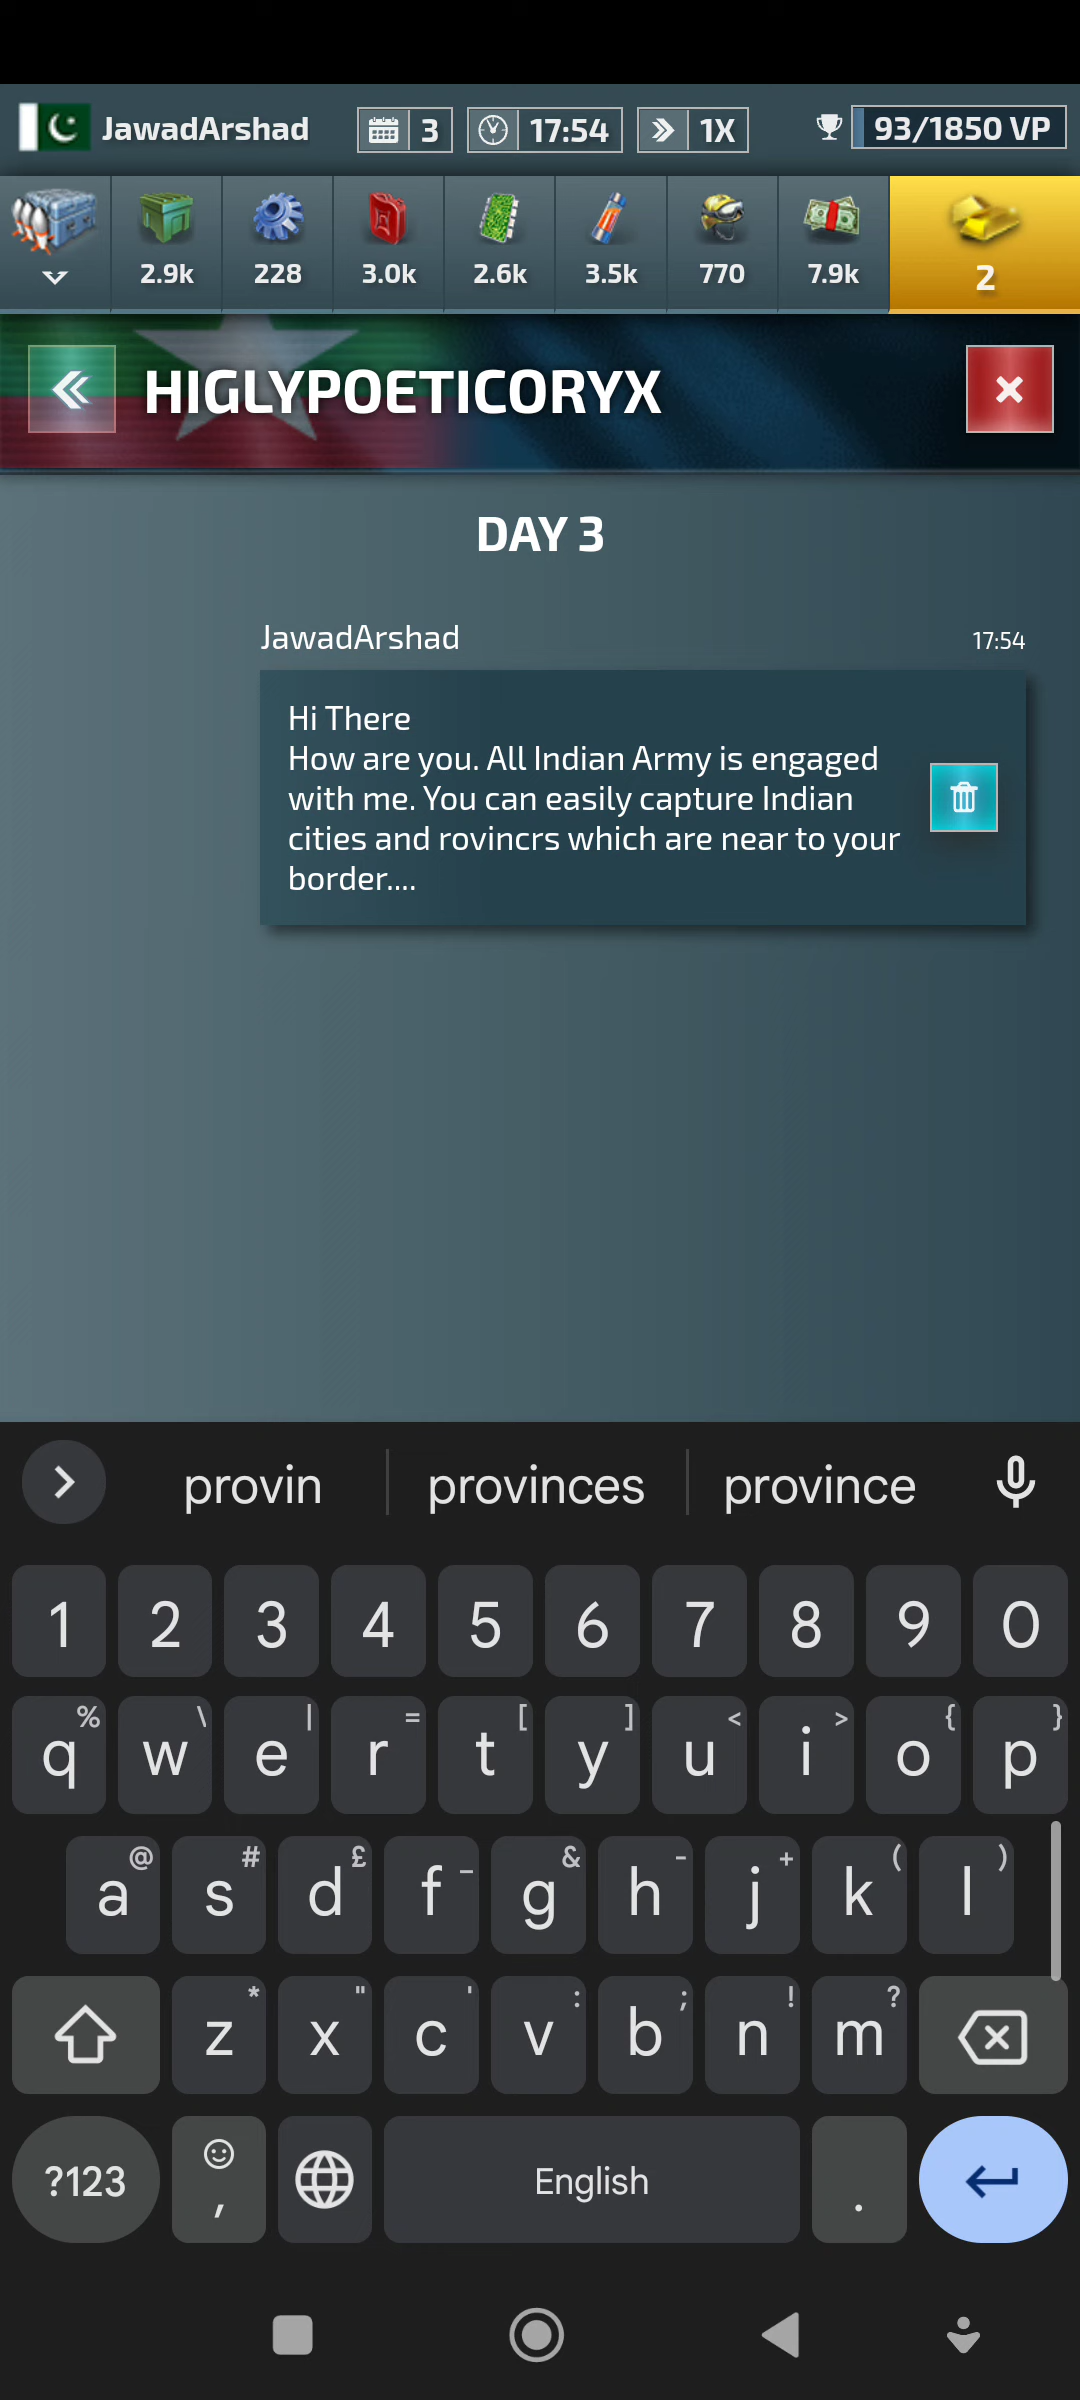 JawadArshad 3 17:54 1X 93/1850 VP
2.9k 228 3.0k 2.6k 3.5k 770 7.9k 2
HIGLYPOETICORYX
DAY 3
JawadArshad 17:54
Hi There
How are you. All Indian Army is engaged
with me. You can easily capture Indian
cities and rovincrs which are near to your
border....
provin provinces province
1 2 3 4 5 6 7 8 9 0
% \ | = [ ] < > { }
q w e r t y u i o p
@ # £ _ & - + ( )
a s d f g h j k l
* " ' : ; ! ?
z x c v b n m
?123 , English .